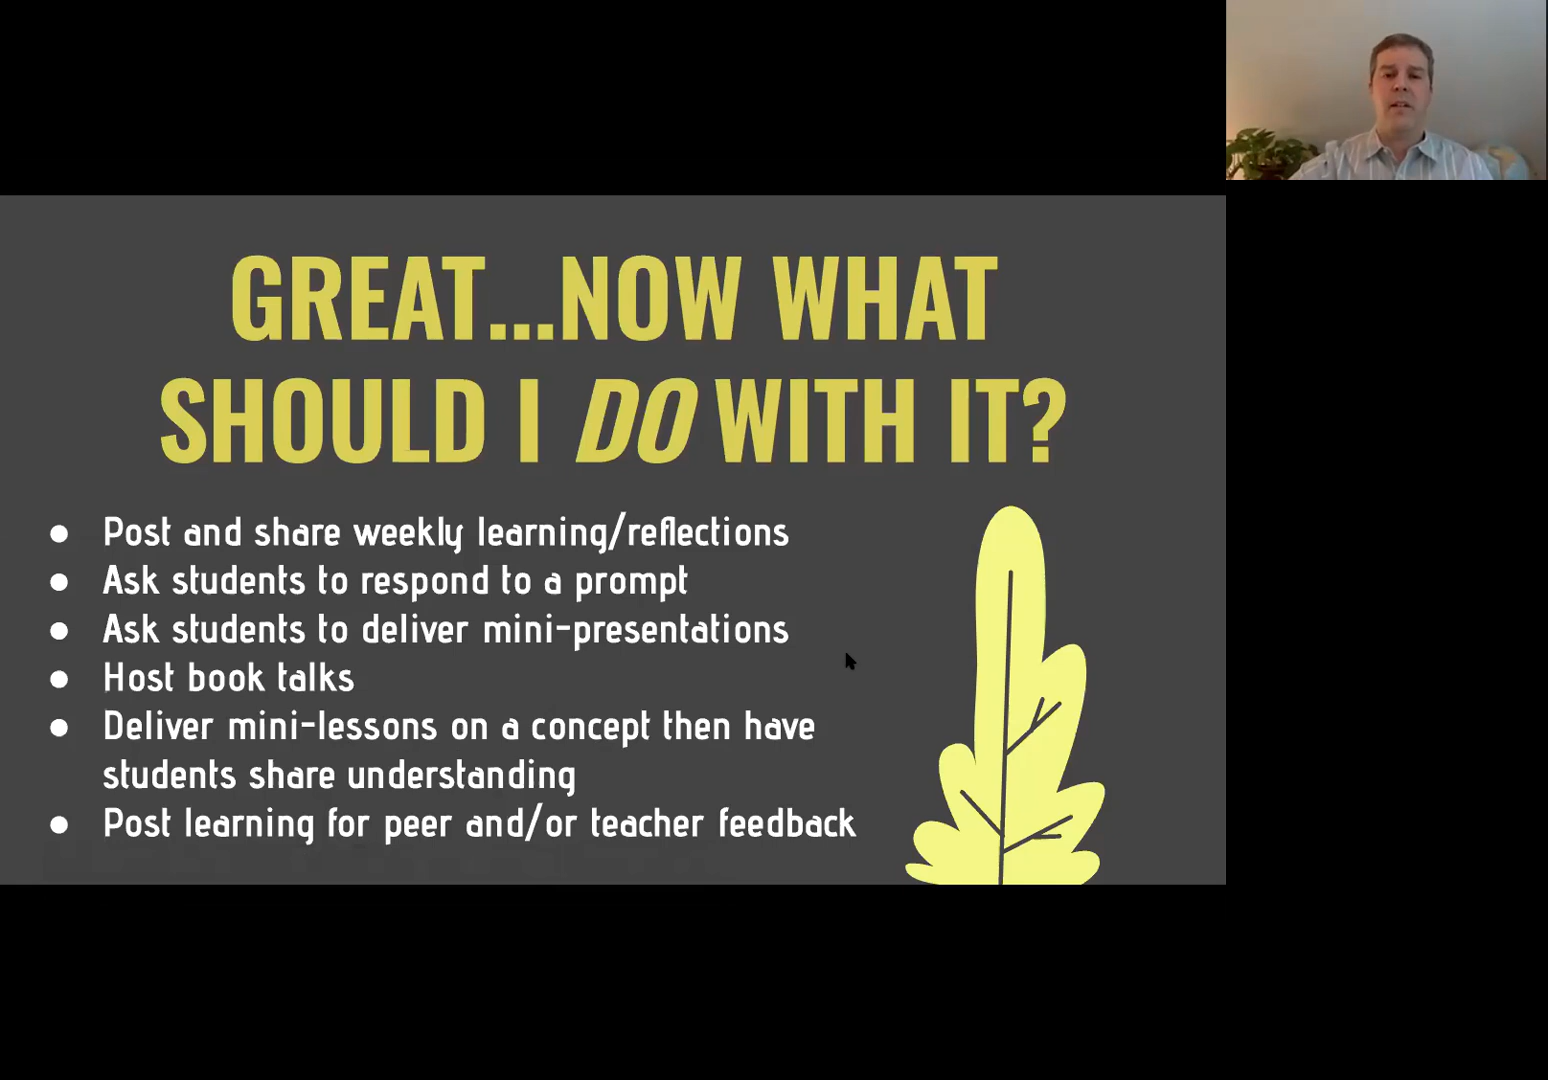 GREAT...NOW WHAT
SHOULD I DO WITH IT?
● Post and share weekly learning/reflections
● Ask students to respond to a prompt
● Ask students to deliver mini-presentations
● Host book talks
● Deliver mini-lessons on a concept then have
students share understanding
● Post learning for peer and/or teacher feedback